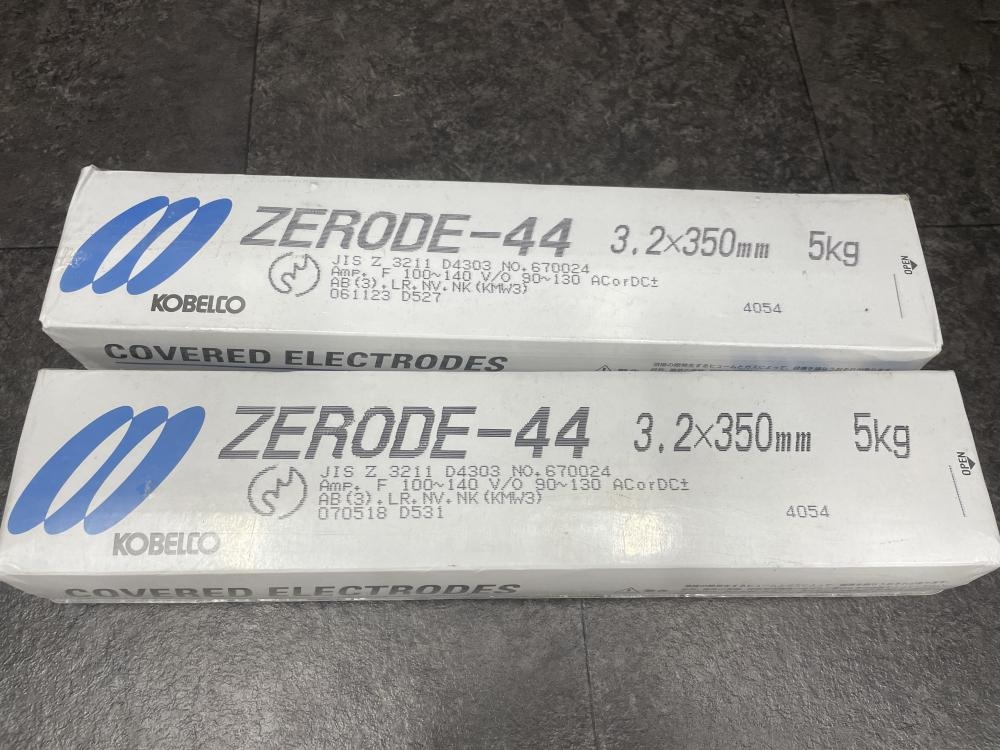 ZERODE-44 3.2×350mm 5kg
JIS Z 3211 D4303 NO.670024
Amp. F 100~140 V/O 90~130 ACorDC±
AB(3).LR.NV.NK(KMW3)
061123 D527
4054
OPEN
KOBELCO
COVERED ELECTRODES
ZERODE-44 3.2×350mm 5kg
JIS Z 3211 D4303 NO.670024
Amp. F 100~140 V/O 90~130 ACorDC±
AB(3).LR.NV.NK(KMW3)
070518 D531
4054
OPEN
KOBELCO
COVERED ELECTRODES